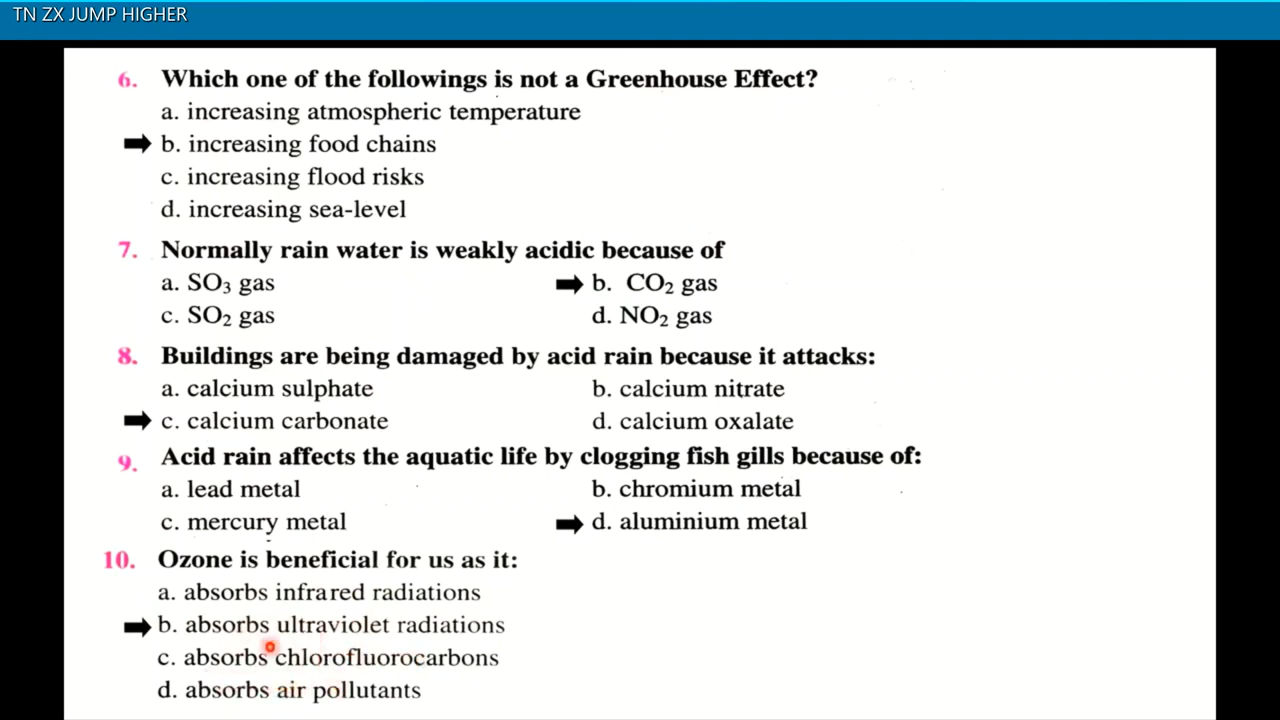 TN ZX JUMP HIGHER
6. Which one of the followings is not a Greenhouse Effect?
a. increasing atmospheric temperature
b. increasing food chains
c. increasing flood risks
d. increasing sea-level
7. Normally rain water is weakly acidic because of
a. SO3 gas b. CO2 gas
c. SO2 gas d. NO2 gas
8. Buildings are being damaged by acid rain because it attacks:
a. calcium sulphate b. calcium nitrate
c. calcium carbonate d. calcium oxalate
9. Acid rain affects the aquatic life by clogging fish gills because of:
a. lead metal b. chromium metal
c. mercury metal d. aluminium metal
10. Ozone is beneficial for us as it:
a. absorbs infrared radiations
b. absorbs ultraviolet radiations
c. absorbs chlorofluorocarbons
d. absorbs air pollutants